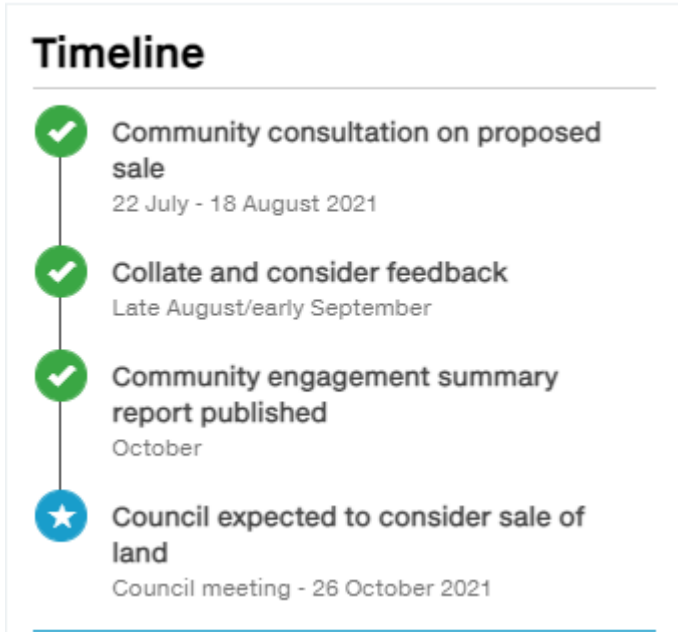 Timeline
Community consultation on proposed
sale
22 July - 18 August 2021
Collate and consider feedback
Late August/early September
Community engagement summary
report published
October
Council expected to consider sale of
land
Council meeting - 26 October 2021